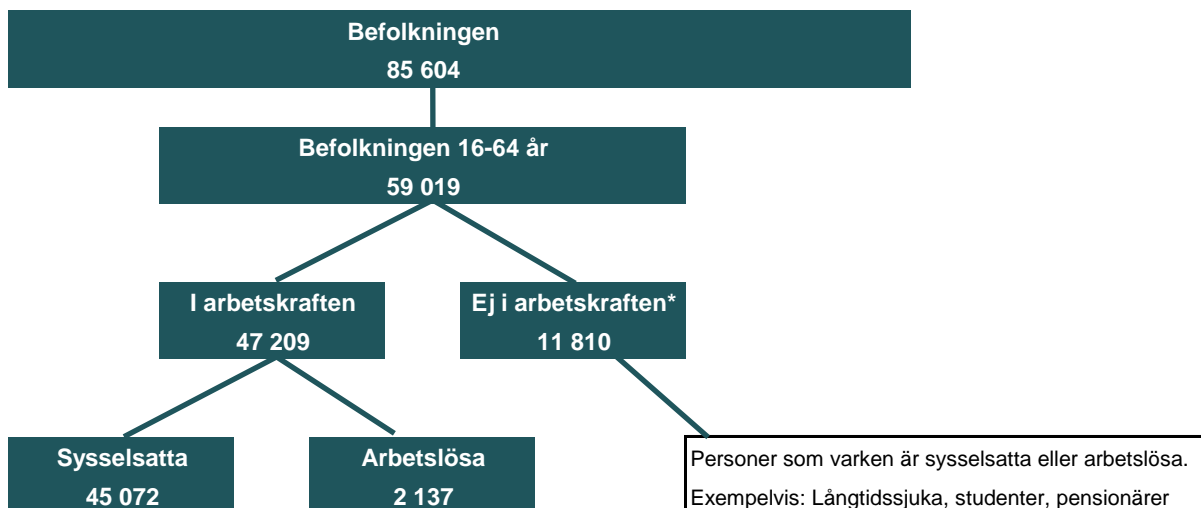 Befolkningen
85 604
Befolkningen 16-64 år
59 019
I arbetskraften
47 209
Ej i arbetskraften*
11 810
Sysselsatta
45 072
Arbetslösa
2 137
Personer som varken är sysselsatta eller arbetslösa.
Exempelvis: Långtidssjuka, studenter, pensionärer